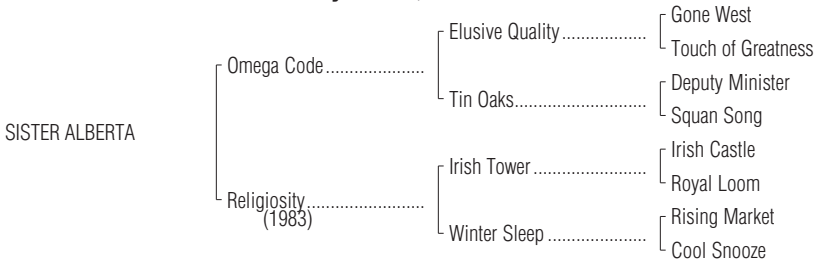 Gone West
Elusive Quality..................
Touch of Greatness
Omega Code.....................
Deputy Minister
Tin Oaks............................
Squan Song
SISTER ALBERTA
Irish Castle
Irish Tower........................
Royal Loom
Religiosity.........................
(1983)
Rising Market
Winter Sleep.....................
Cool Snooze